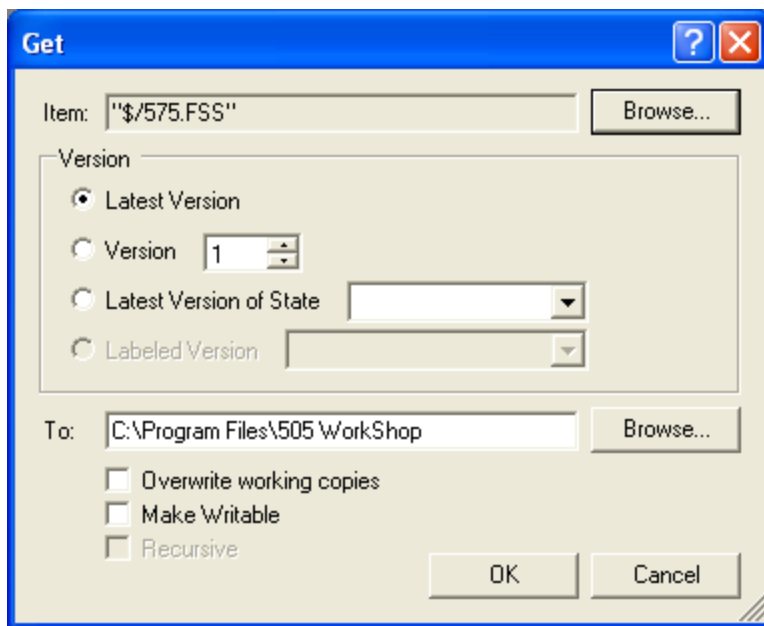 Get
Item: "$/575.FSS" Browse...
Version
Latest Version
Version 1
Latest Version of State
Labeled Version
To: C:\Program Files\505 WorkShop Browse...
Overwrite working copies
Make Writable
Recursive
OK Cancel